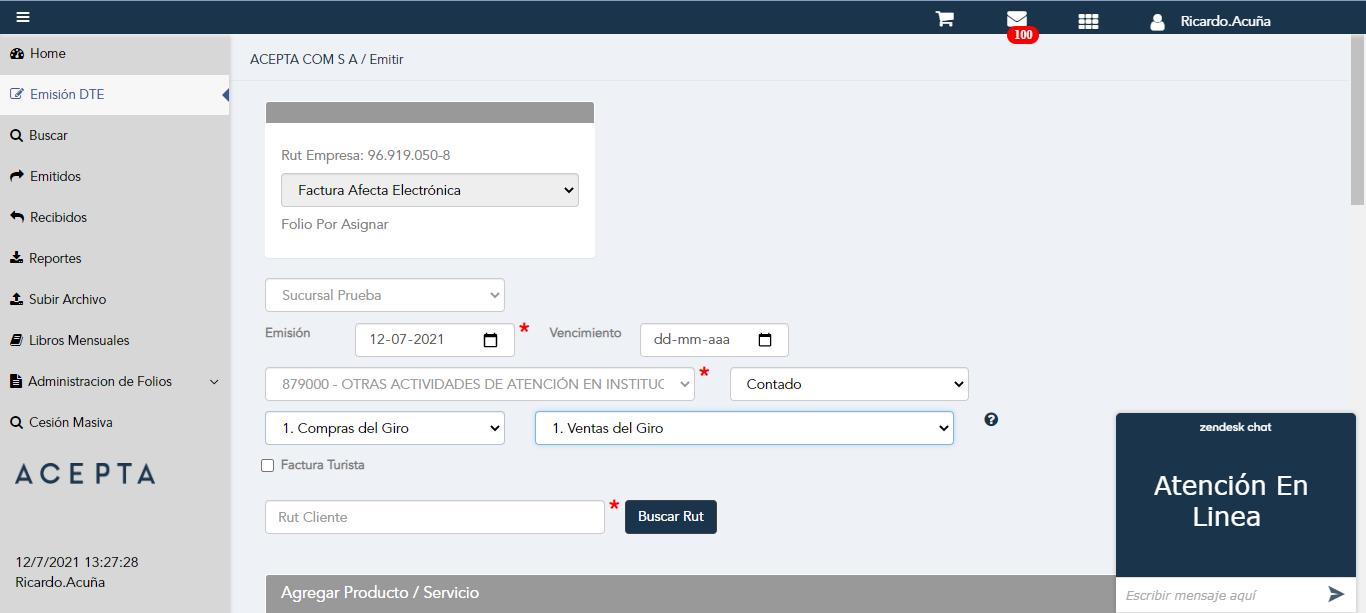 100
Ricardo.Acuña
Home
Emisión DTE
Buscar
Emitidos
Recibidos
Reportes
Subir Archivo
Libros Mensuales
Administracion de Folios
Cesión Masiva
ACEPTA
12/7/2021 13:27:28
Ricardo.Acuña
ACEPTA COM S A / Emitir
Rut Empresa: 96.919.050-8
Factura Afecta Electrónica
Folio Por Asignar
Sucursal Prueba
Emisión 12-07-2021 * Vencimiento dd-mm-aaa
879000 - OTRAS ACTIVIDADES DE ATENCIÓN EN INSTITUC * Contado
1. Compras del Giro 1. Ventas del Giro ?
Factura Turista
Rut Cliente * Buscar Rut
Agregar Producto / Servicio
zendesk chat
Atención En
Linea
Escribir mensaje aquí